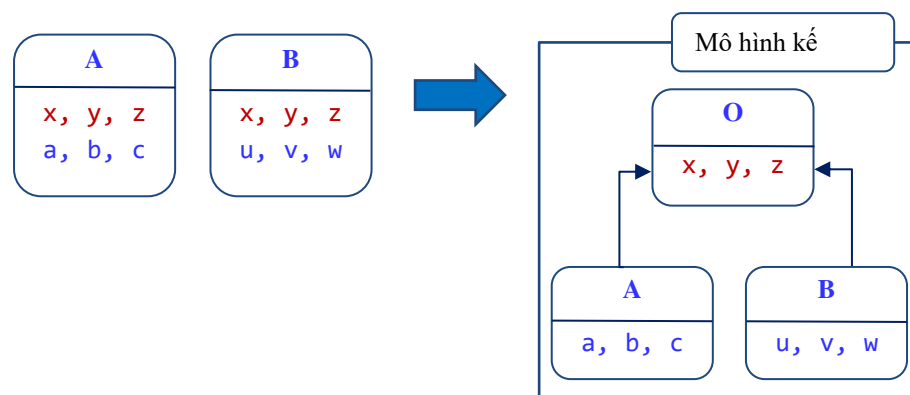 A
x, y, z
a, b, c
B
x, y, z
u, v, w
Mô hình kế
O
x, y, z
A
a, b, c
B
u, v, w